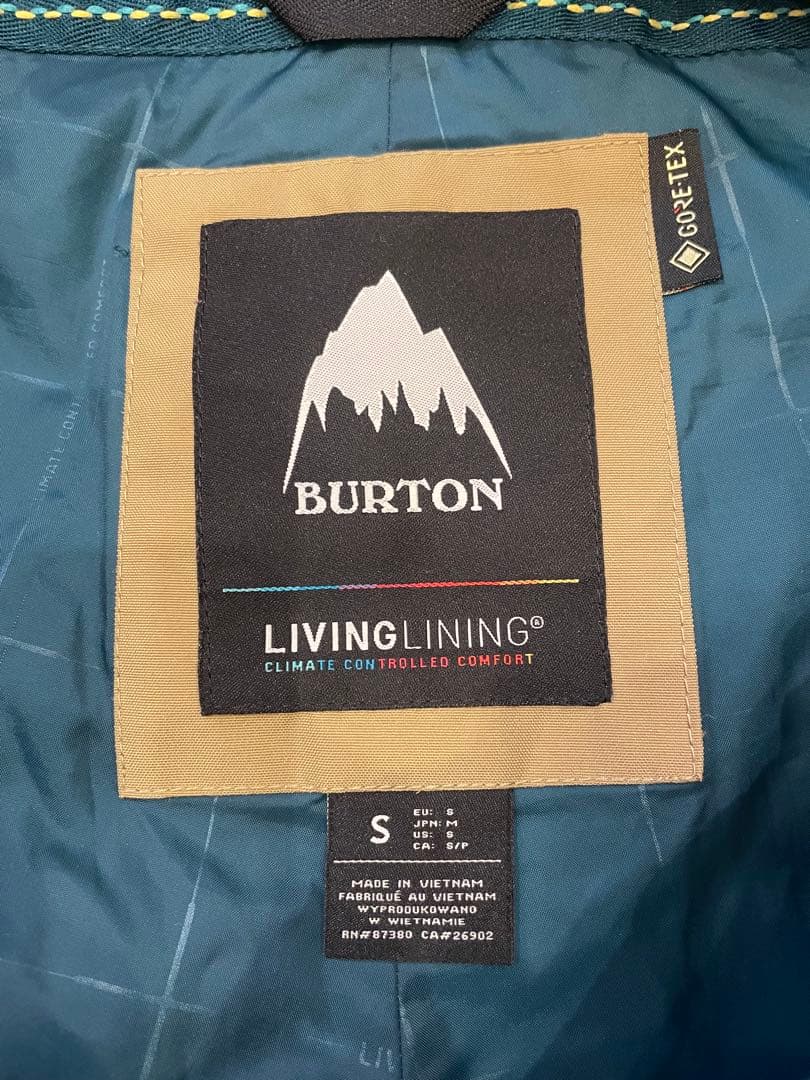 GORE-TEX
BURTON
LIVINGLINING®
CLIMATE CONTROLLED COMFORT
S
EU: S
JPN: M
US: S
CA: S/P
MADE IN VIETNAM
FABRIQUÉ AU VIETNAM
WYPRODUKOWANO
W WIETNAMIE
RN#87380 CA#26902